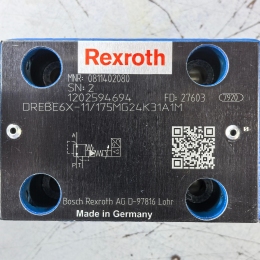 Rexroth
MNR: 0811402080
SN: 2
1202594694 FD: 27603 7920
DREBE6X-11/175MG24K31A1M
A
P T
Bosch Rexroth AG D-97816 Lohr
Made in Germany